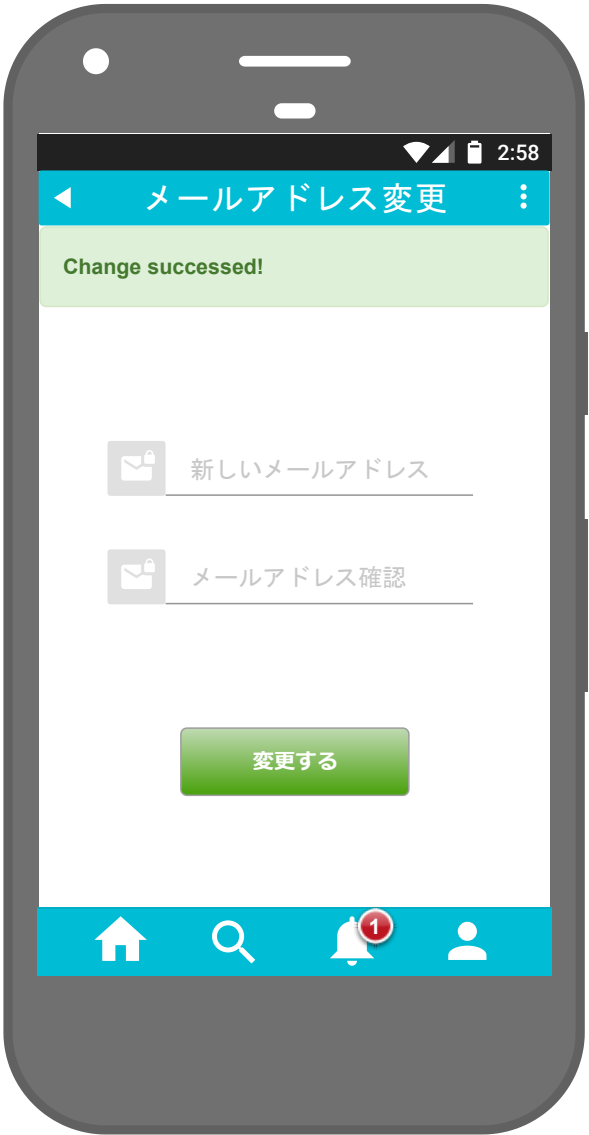 2:58
メールアドレス変更
Change successed!
新しいメールアドレス
メールアドレス確認
変更する
1